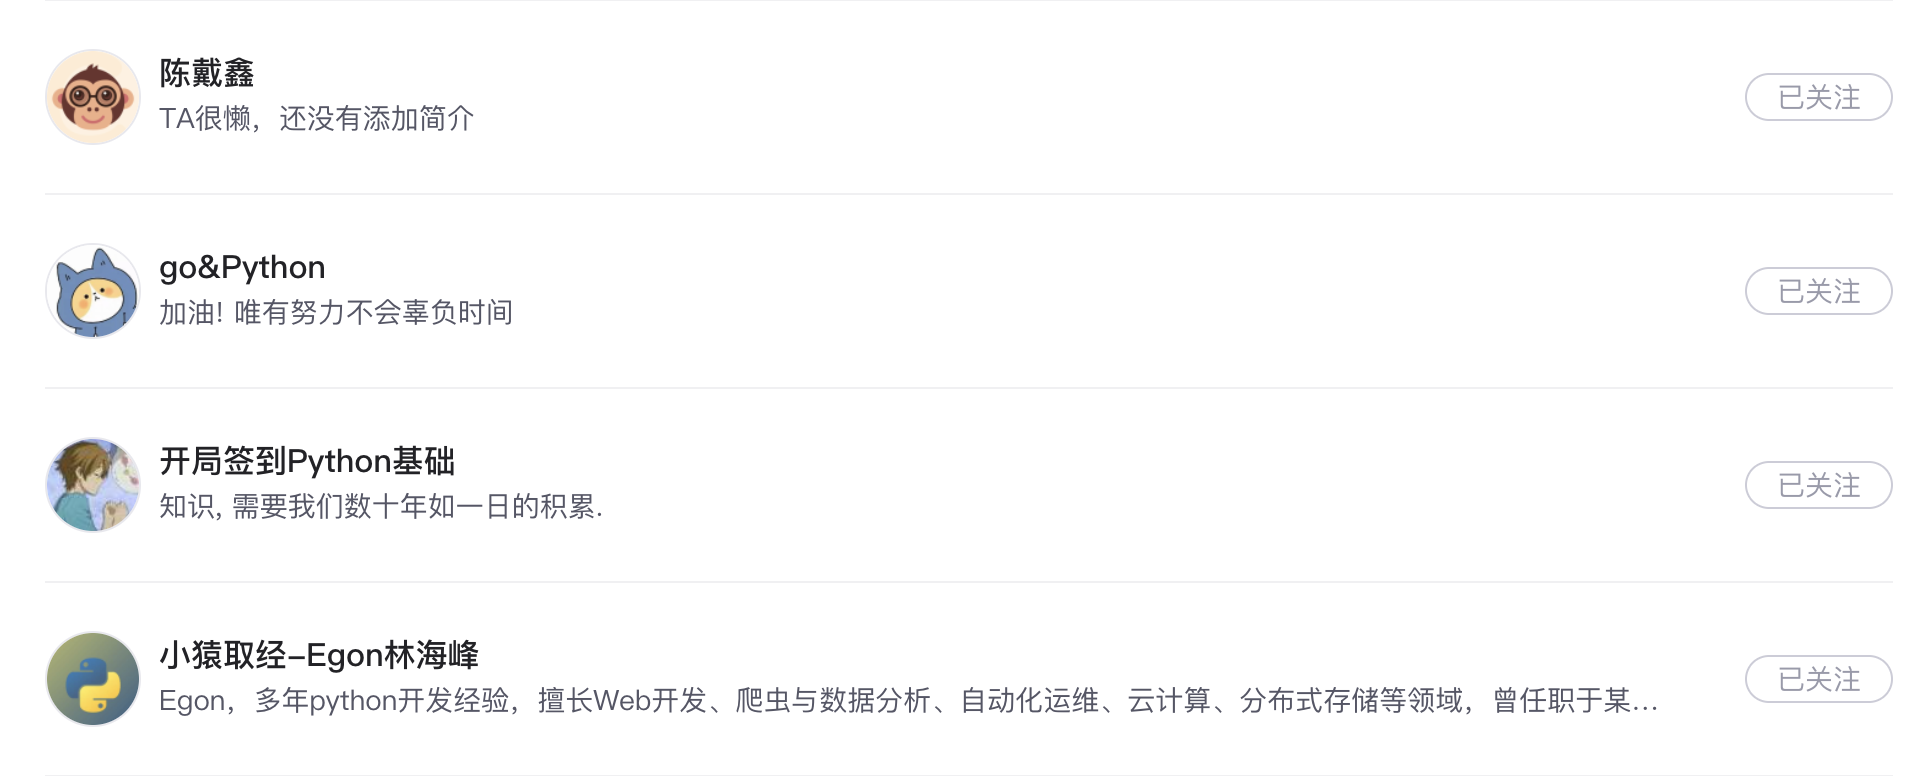 陈戴鑫
TA很懒，还没有添加简介
已关注
go&Python
加油! 唯有努力不会辜负时间
已关注
开局签到Python基础
知识, 需要我们数十年如一日的积累.
已关注
小猿取经-Egon林海峰
Egon，多年python开发经验，擅长Web开发、爬虫与数据分析、自动化运维、云计算、分布式存储等领域，曾任职于某...
已关注